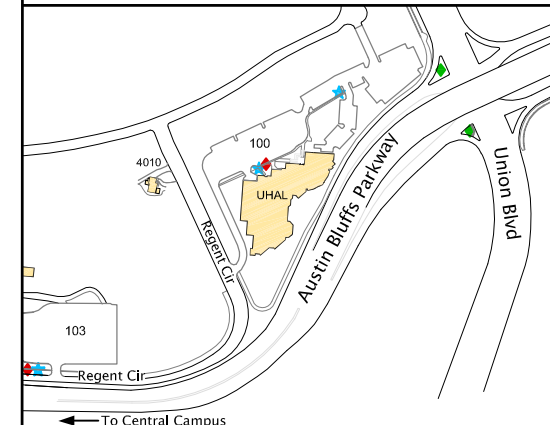 100
4010
UHAL
Austin Bluffs Parkway
Union Blvd
Regent Cir
103
Regent Cir
To Central Campus